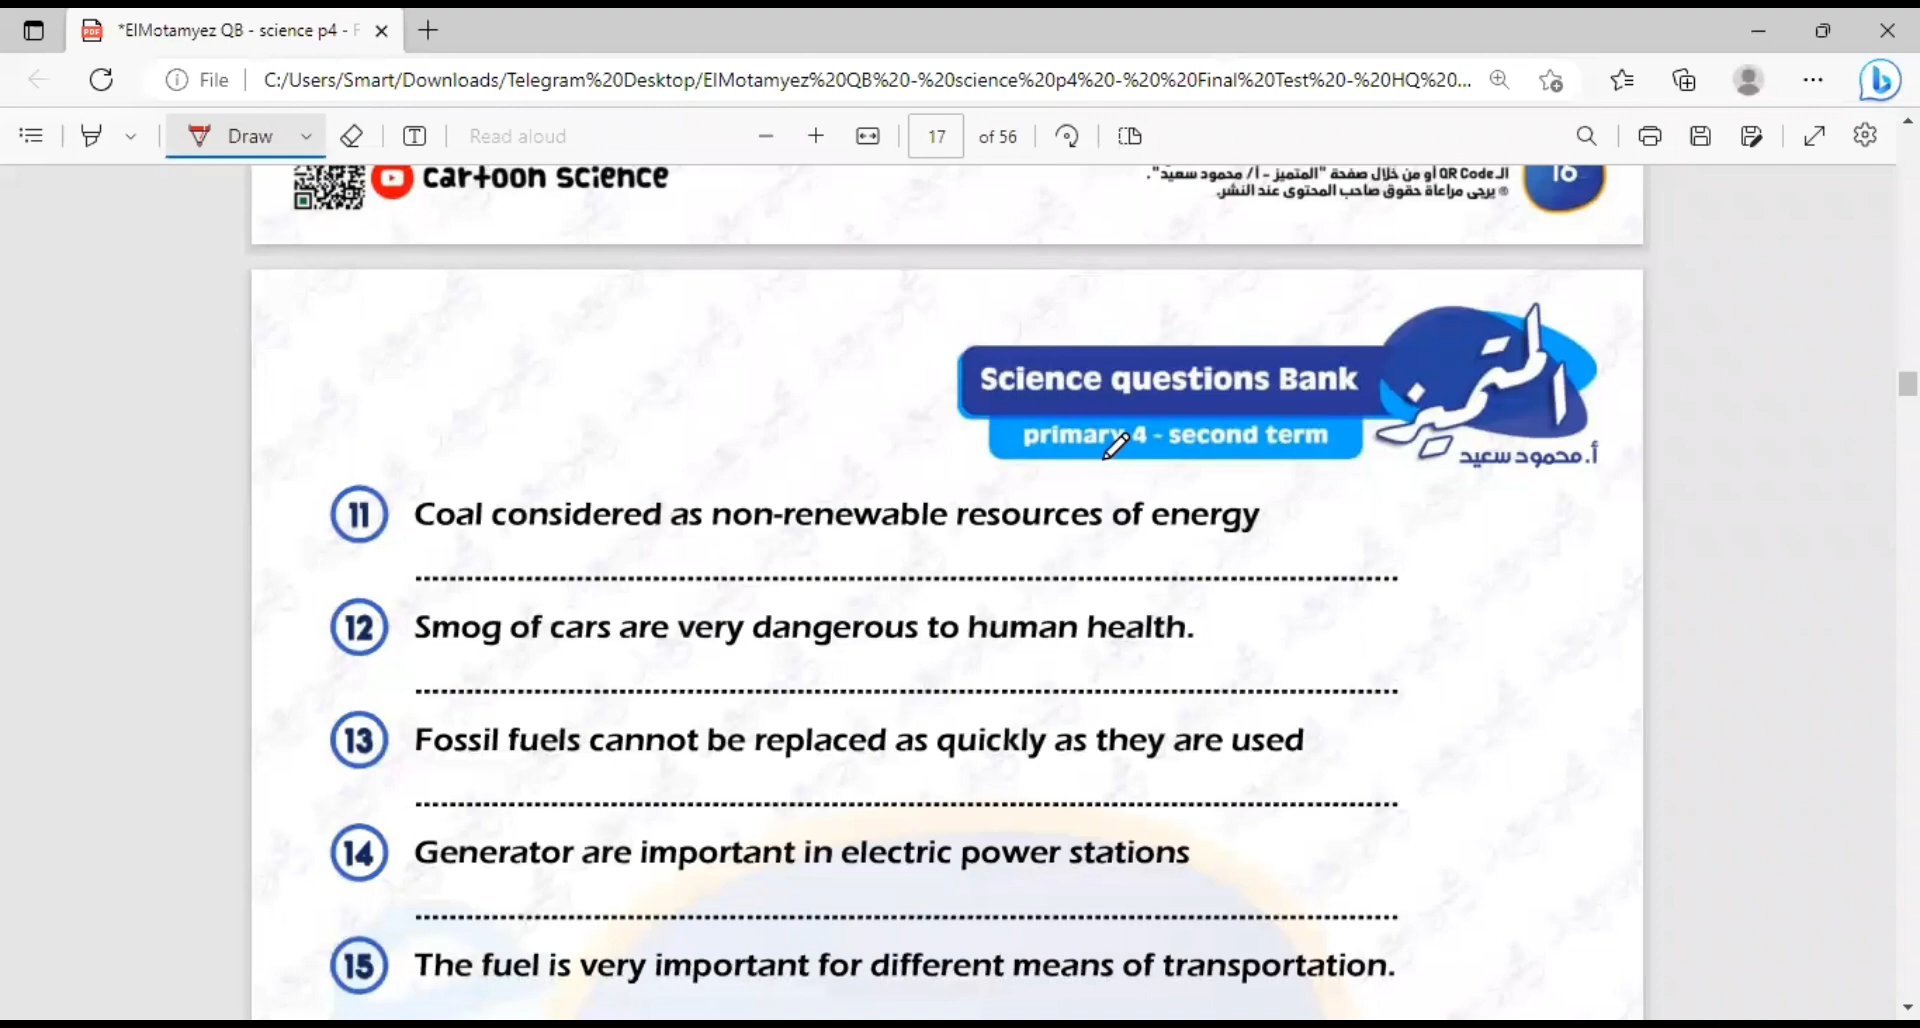 *ElMotamyez QB - science p4 - F
File
C:/Users/Smart/Downloads/Telegram%20Desktop/ElMotamyez%20QB%20-%20science%20p4%20-%20%20Final%20Test%20-%20HQ%20...
Draw
Read aloud
17
of 56
cartoon science
الـ QR Code أو من خلال صفحة "المتميز - أ/ محمود سعيد".
يرجى مراعاة حقوق صاحب المحتوى عند النشر.
16
Science questions Bank
المتميز
primary 4 - second term
أ. محمود سعيد
11 Coal considered as non-renewable resources of energy
12 Smog of cars are very dangerous to human health.
13 Fossil fuels cannot be replaced as quickly as they are used
14 Generator are important in electric power stations
15 The fuel is very important for different means of transportation.